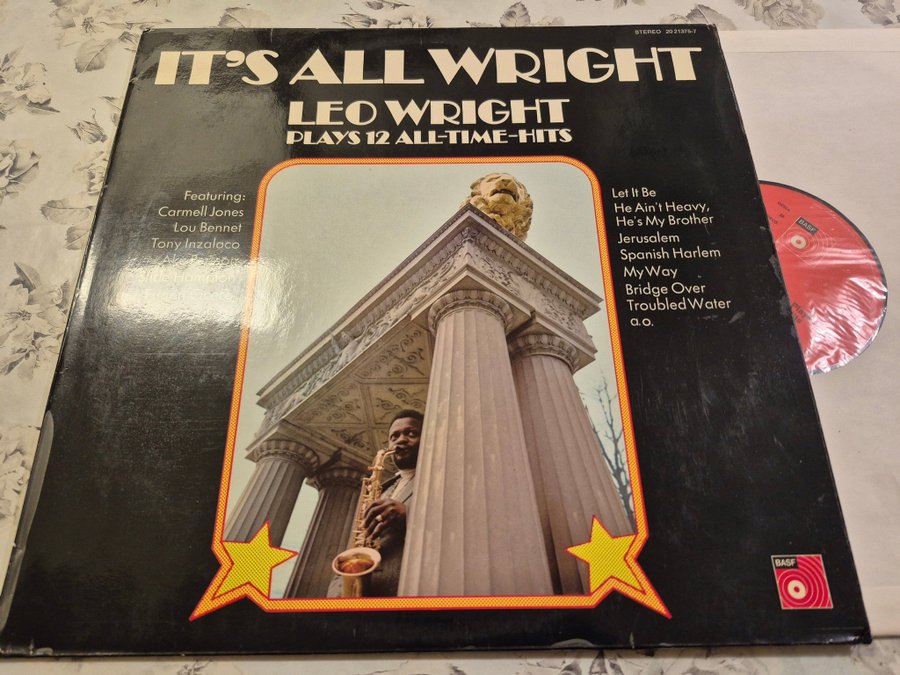 STEREO 20 21375-7
IT'S ALL WRIGHT
LEO WRIGHT
PLAYS 12 ALL-TIME-HITS
Featuring:
Carmell Jones
Lou Bennet
Tony Inzalaco
Let It Be
He Ain't Heavy,
He's My Brother
Jerusalem
Spanish Harlem
My Way
Bridge Over
Troubled Water
a.o.
BASF
BASF